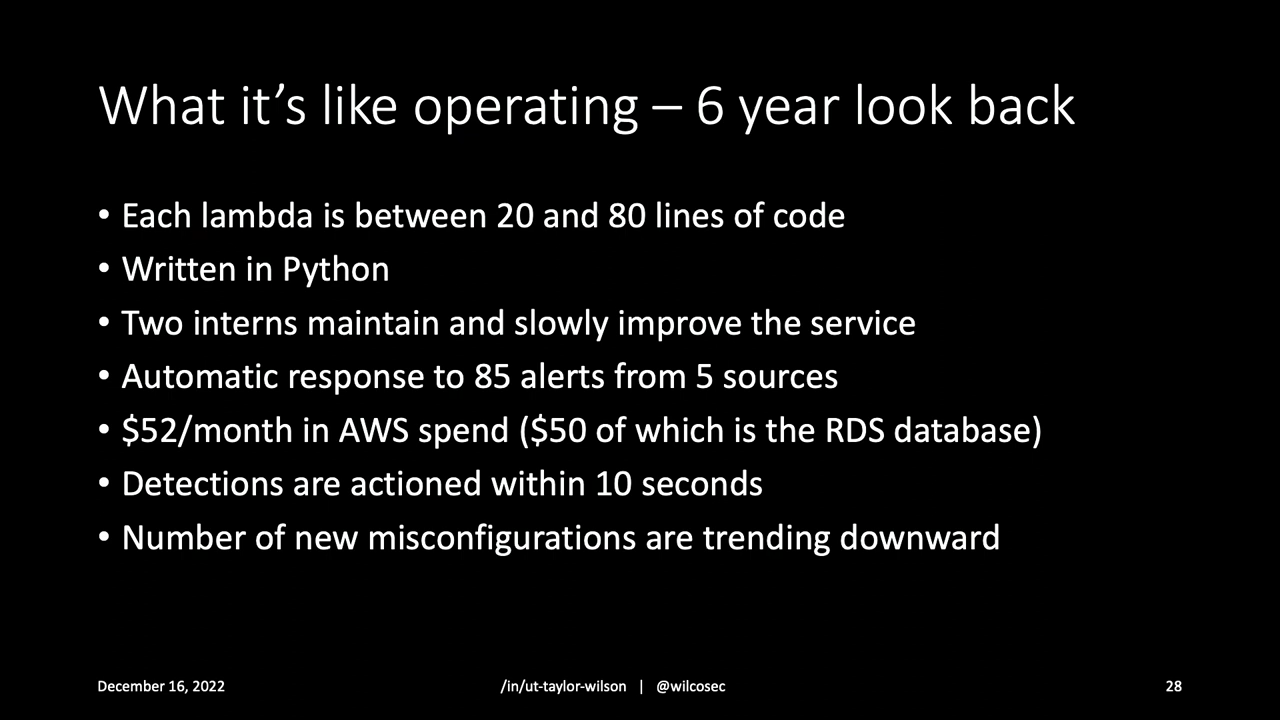 What it’s like operating – 6 year look back
• Each lambda is between 20 and 80 lines of code
• Written in Python
• Two interns maintain and slowly improve the service
• Automatic response to 85 alerts from 5 sources
• $52/month in AWS spend ($50 of which is the RDS database)
• Detections are actioned within 10 seconds
• Number of new misconfigurations are trending downward
December 16, 2022
/in/ut-taylor-wilson | @wilcosec
28